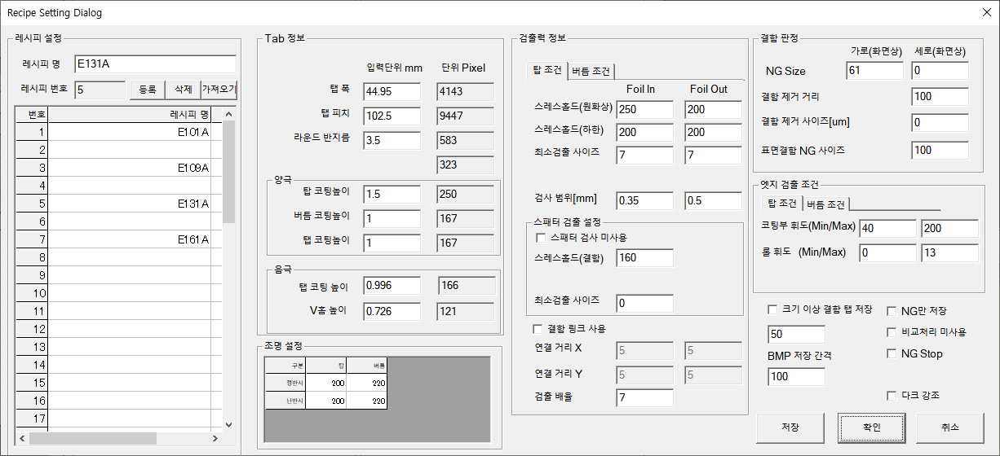 Recipe Setting Dialog
레시피 설정
레시피 명 E131A
레시피 번호 5 등록 삭제 가져오기
번호 레시피 명
1 E101A
2
3 E109A
4
5 E131A
6
7 E161A
8
9
10
11
12
13
14
15
16
17
Tab 정보
입력단위 mm 단위 Pixel
탭 폭 44.95 4143
탭 피치 102.5 9447
라운드 반지름 3.5 583
323
양극
탑 코팅높이 1.5 250
버틈 코팅높이 1 167
탭 코팅높이 1 167
음극
탭 코팅 높이 0.996 166
V홈 높이 0.726 121
조명 설정
구분 탑 버틈
정반사 200 220
난반사 200 220
검출력 정보
탑 조건 버틈 조건
Foil In Foil Out
스레스홀드(원화상) 250 200
스레스홀드(하한) 200 200
최소검출 사이즈 7 7
검사 범위[mm] 0.35 0.5
스패터 검출 설정
스패터 검사 미사용
스레스홀드(결함) 160
최소검출 사이즈 0
결함 링크 사용
연결 거리 X 5 5
연결 거리 Y 5 5
검출 배율 7
결함 판정
가로(화면상) 세로(화면상)
NG Size 61 0
결함 제거 거리 100
결함 제거 사이즈[um] 0
표면결함 NG 사이즈 100
엣지 검출 조건
탑 조건 버틈 조건
코팅부 휘도(Min/Max) 40 200
롤 휘도 (Min/Max) 0 13
크기 이상 결함 탭 저장 NG만 저장
50 비교처리 미사용
BMP 저장 간격 NG Stop
100
다크 강조
저장 확인 취소